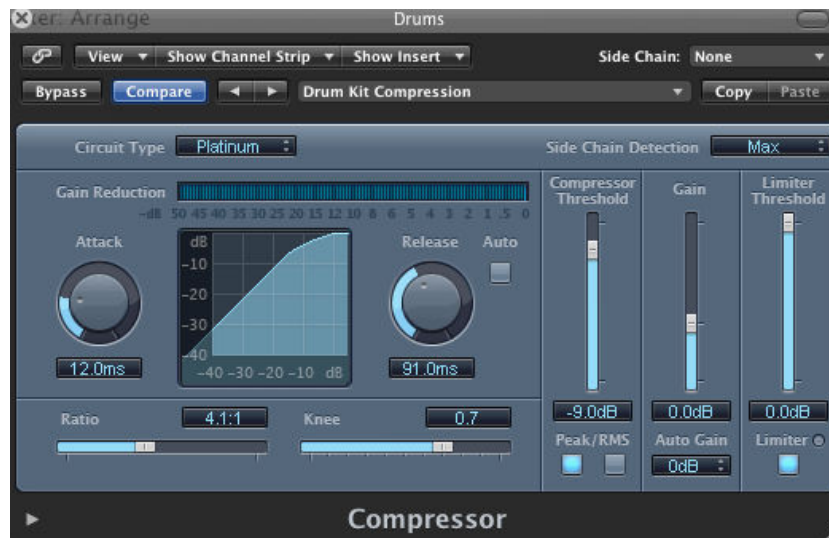 ter: Arrange Drums
View Show Channel Strip Show Insert Side Chain: None
Bypass Compare Drum Kit Compression Copy Paste
Circuit Type Platinum Side Chain Detection Max
Gain Reduction
-dB 50 45 40 35 30 25 20 15 12 10 8 6 5 4 3 2 1 .5 0
Compressor Threshold
Gain
Limiter Threshold
Attack
12.0ms
dB
-10
-20
-30
-40
-40 -30 -20 -10 dB
Release
91.0ms
Auto
Ratio 4.1:1 Knee 0.7
-9.0dB 0.0dB 0.0dB
Peak/RMS Auto Gain Limiter
0dB
Compressor